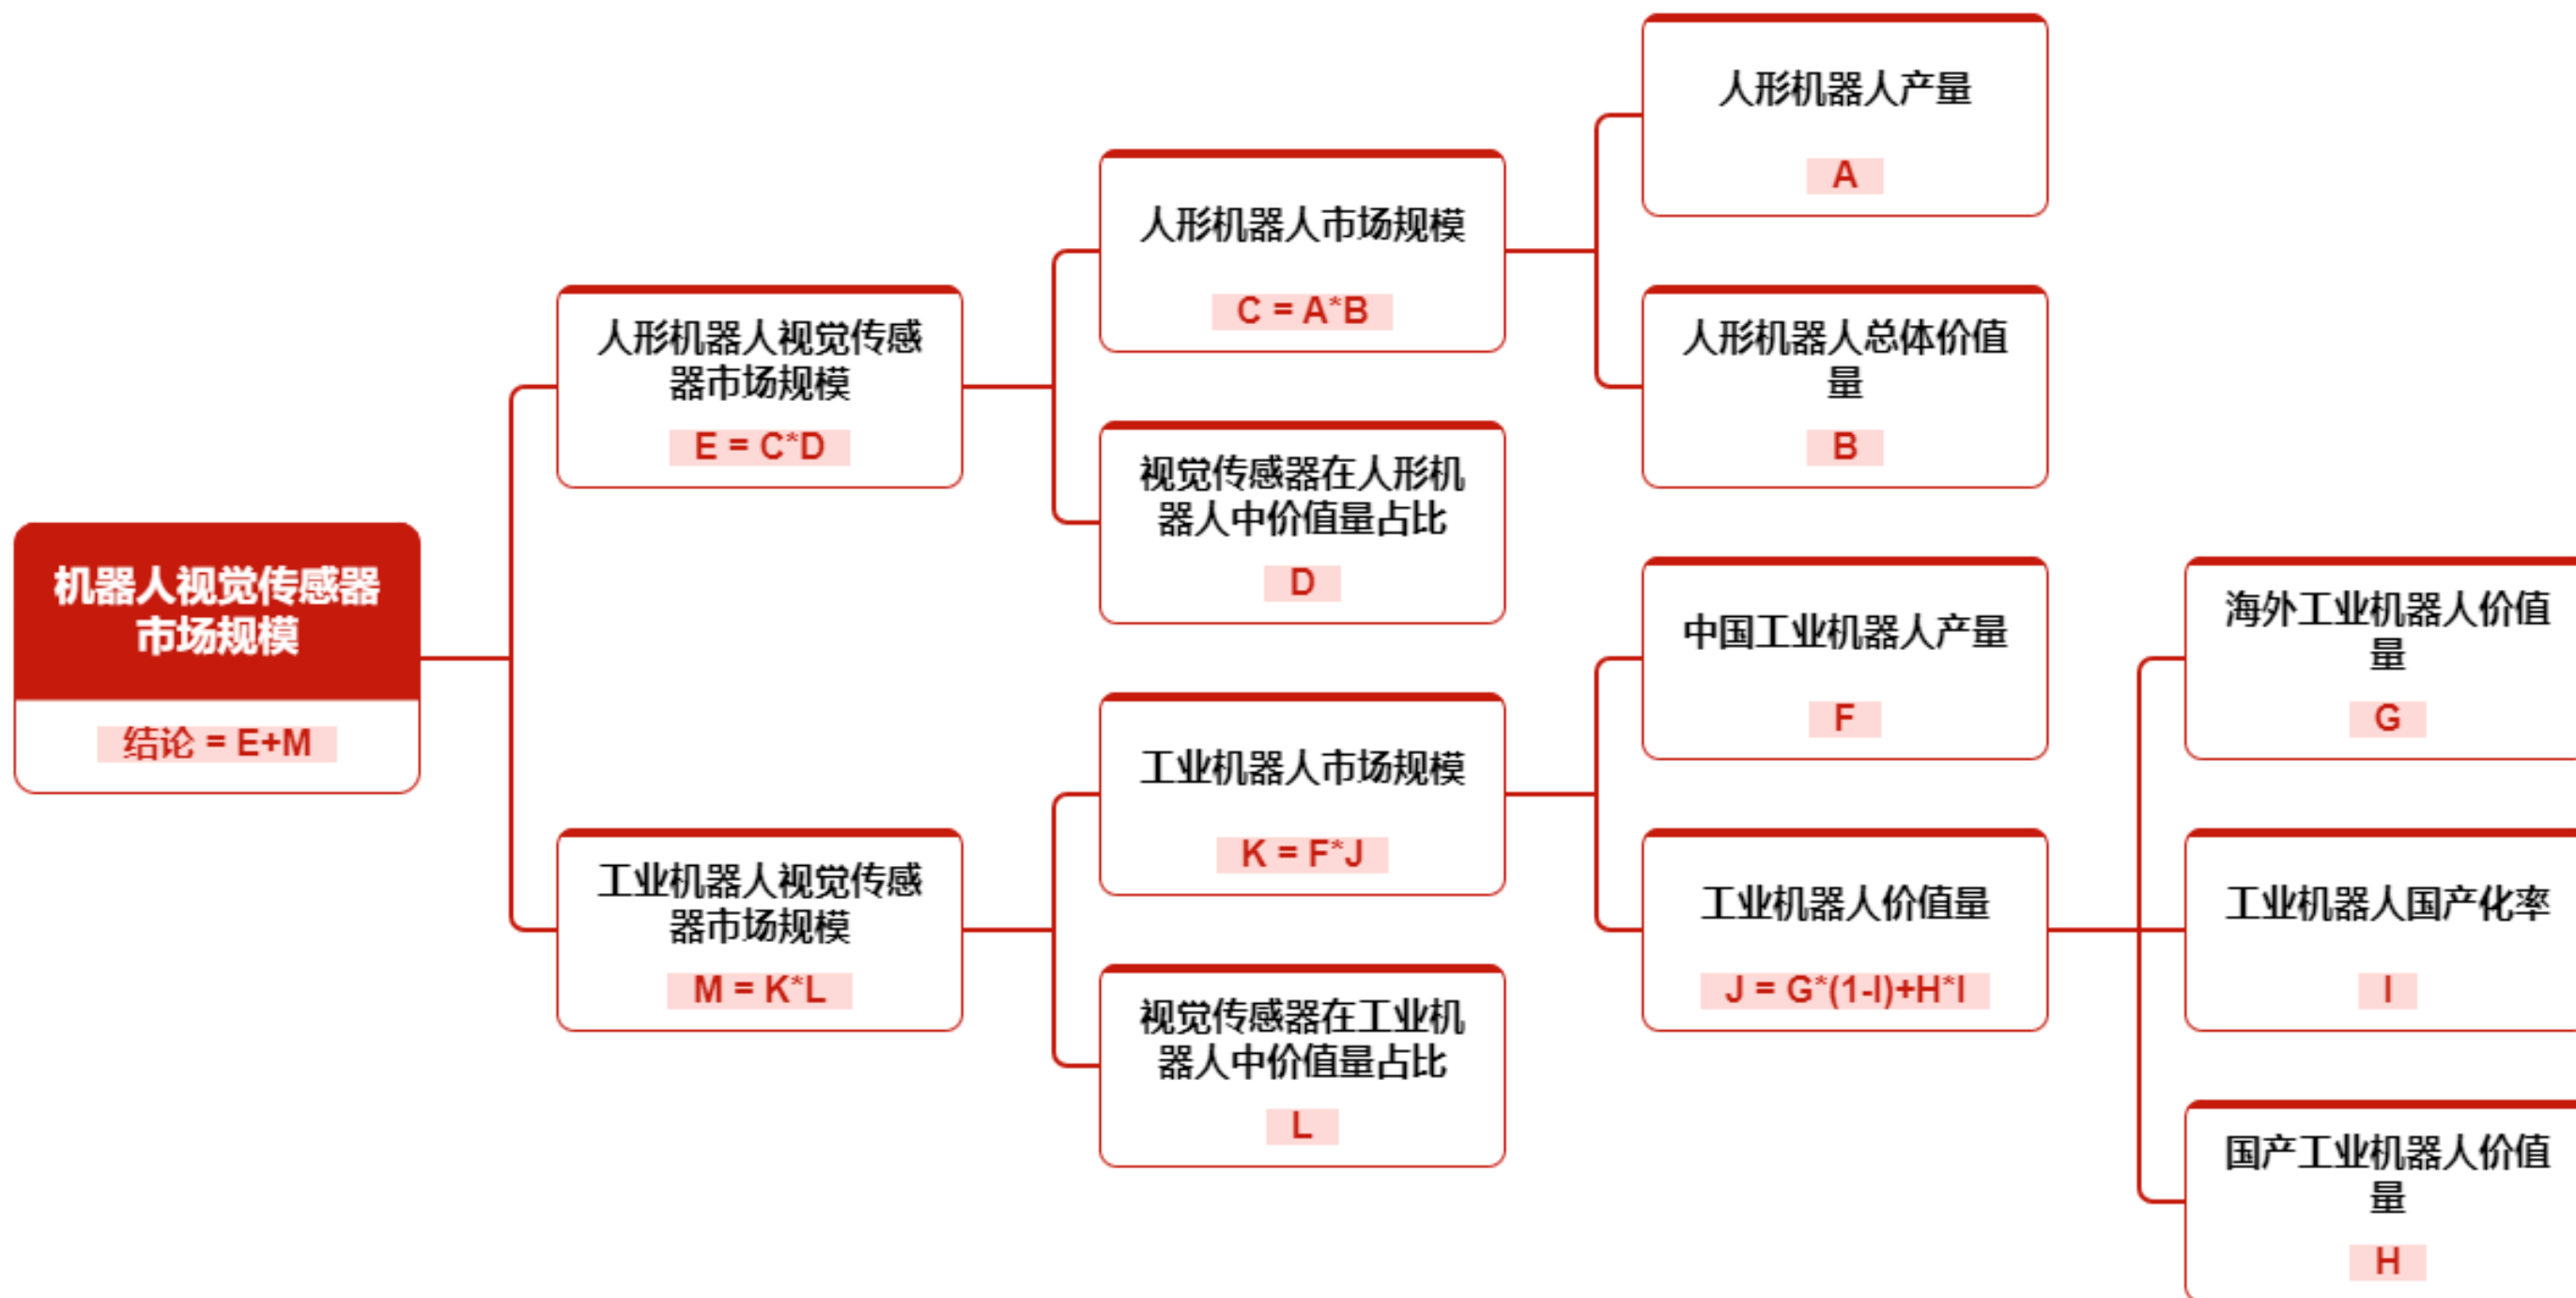 机器人视觉传感器
市场规模
结论 = E+M
人形机器人视觉传感
器市场规模
E = C*D
工业机器人视觉传感
器市场规模
M = K*L
人形机器人市场规模
C = A*B
视觉传感器在人形机
器人中价值量占比
D
工业机器人市场规模
K = F*J
视觉传感器在工业机
器人中价值量占比
L
人形机器人产量
A
人形机器人总体价值
量
B
中国工业机器人产量
F
工业机器人价值量
J = G*(1-I)+H*I
海外工业机器人价值
量
G
工业机器人国产化率
I
国产工业机器人价值
量
H